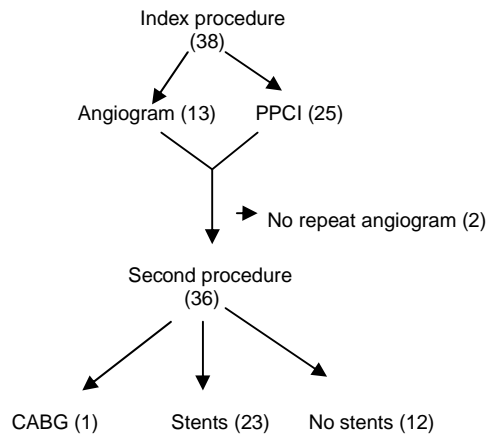 Index procedure
(38)
Angiogram (13) PPCI (25)
No repeat angiogram (2)
Second procedure
(36)
CABG (1) Stents (23) No stents (12)